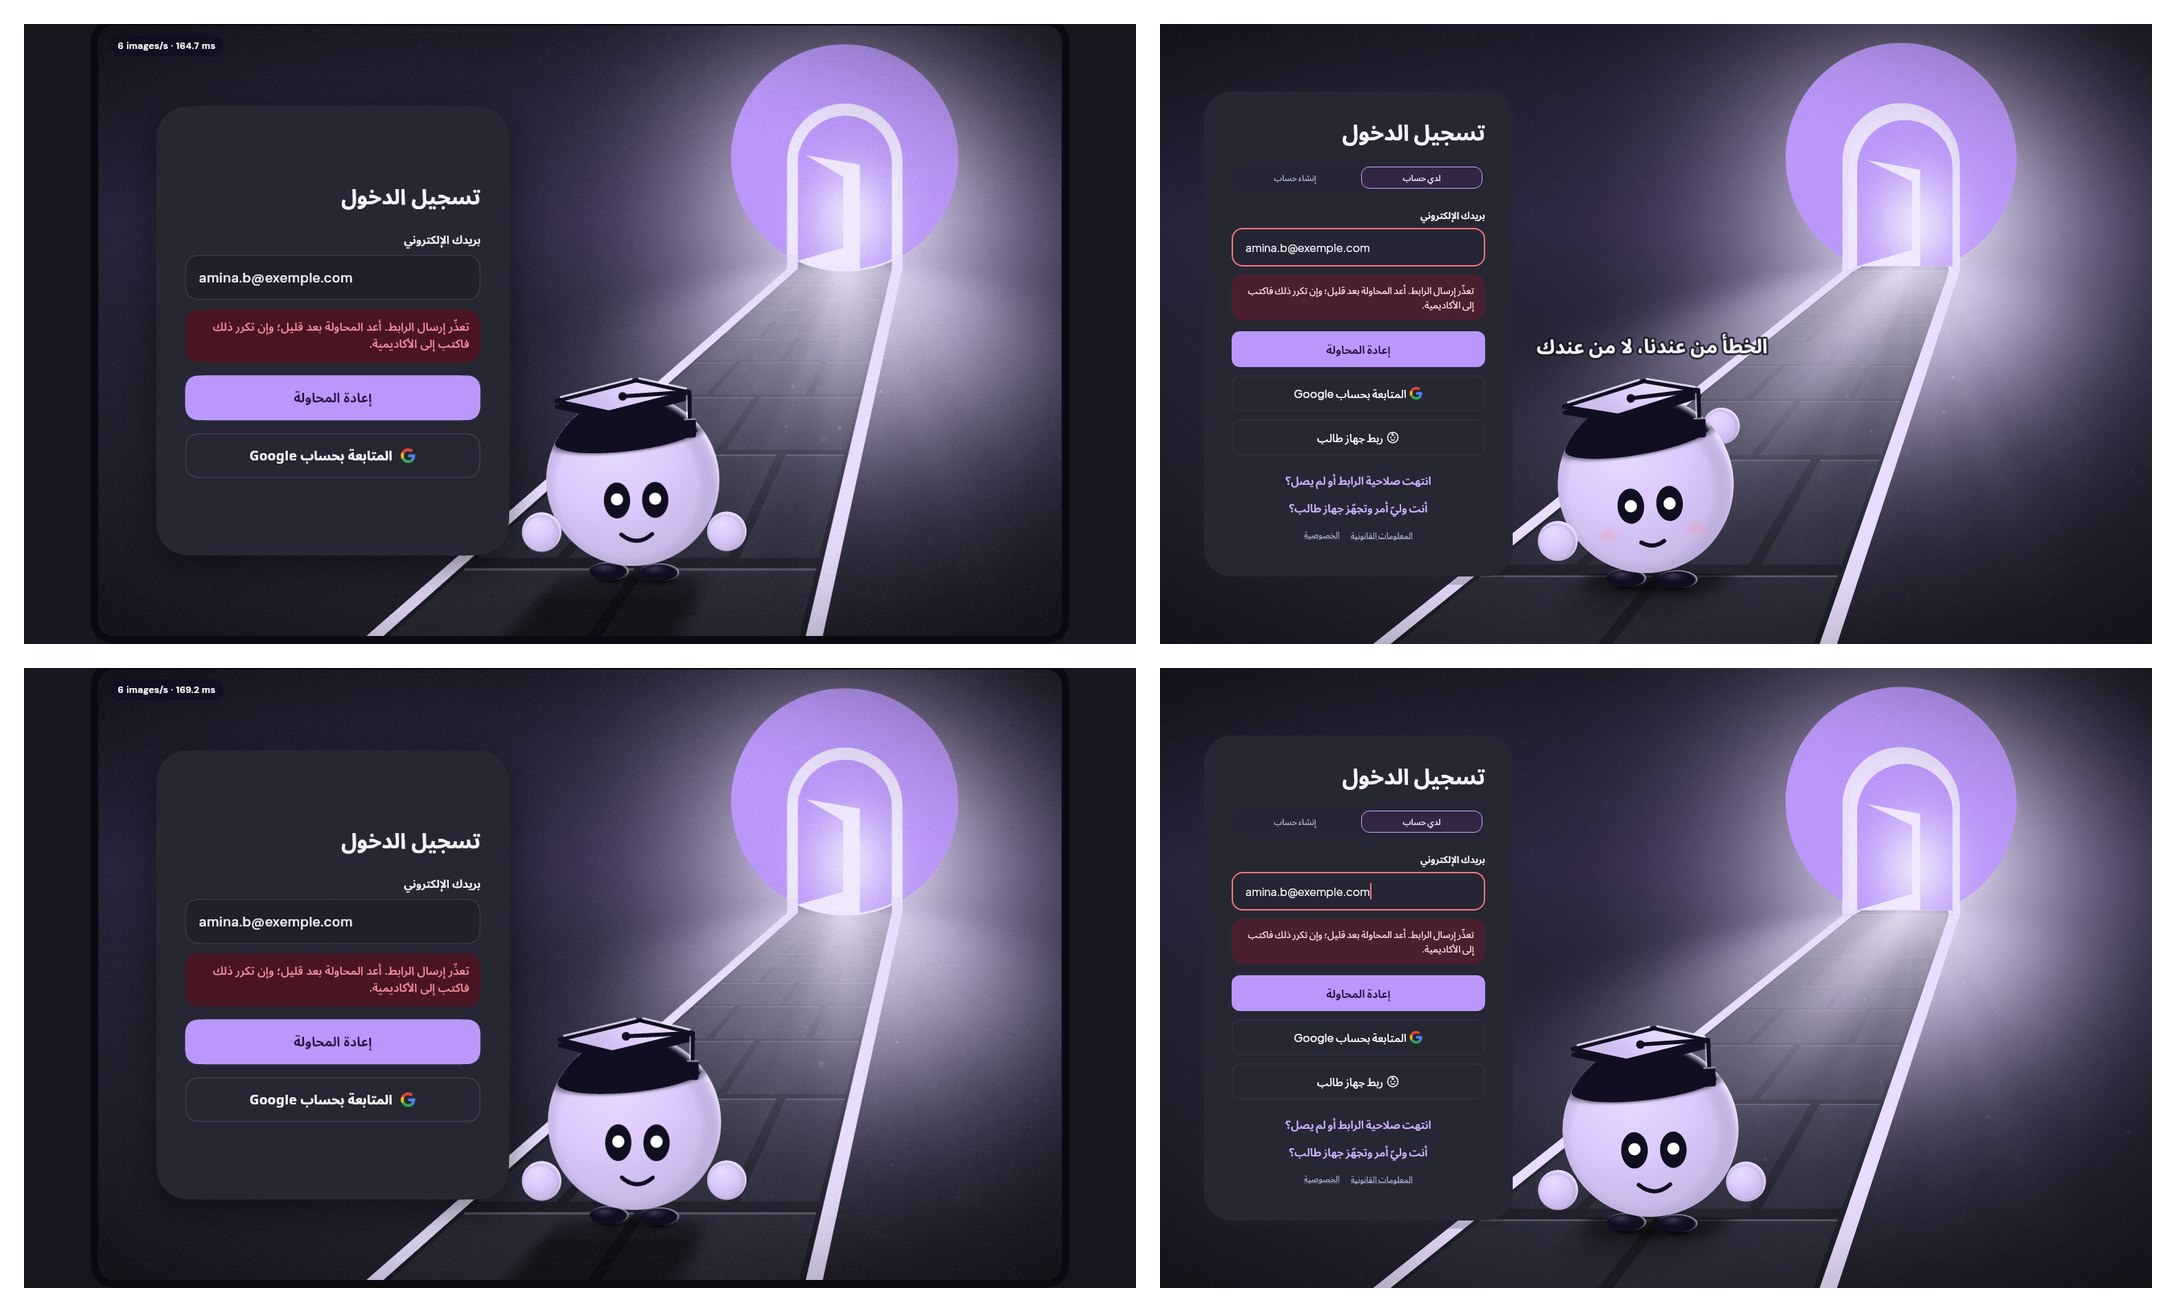 6 images/s · 164.7 ms
تسجيل الدخول
بريدك الإلكتروني
amina.b@exemple.com
تعذّر إرسال الرابط. أعد المحاولة بعد قليل؛ وإن تكرر ذلك
فاكتب إلى الأكاديمية.
إعادة المحاولة
المتابعة بحساب Google
تسجيل الدخول
لدي حساب
إنشاء حساب
بريدك الإلكتروني
amina.b@exemple.com
تعذّر إرسال الرابط. أعد المحاولة بعد قليل؛ وإن تكرر ذلك فاكتب
إلى الأكاديمية.
إعادة المحاولة
المتابعة بحساب Google
ربط جهاز طالب
انتهت صلاحية الرابط أو لم يصل؟
أنت وليّ أمر وتجهّز جهاز طالب؟
المعلومات القانونية الخصوصية
الخطأ من عندنا، لا من عندك
6 images/s · 169.2 ms
تسجيل الدخول
بريدك الإلكتروني
amina.b@exemple.com
تعذّر إرسال الرابط. أعد المحاولة بعد قليل؛ وإن تكرر ذلك
فاكتب إلى الأكاديمية.
إعادة المحاولة
المتابعة بحساب Google
تسجيل الدخول
لدي حساب
إنشاء حساب
بريدك الإلكتروني
amina.b@exemple.com
تعذّر إرسال الرابط. أعد المحاولة بعد قليل؛ وإن تكرر ذلك فاكتب
إلى الأكاديمية.
إعادة المحاولة
المتابعة بحساب Google
ربط جهاز طالب
انتهت صلاحية الرابط أو لم يصل؟
أنت وليّ أمر وتجهّز جهاز طالب؟
المعلومات القانونية الخصوصية